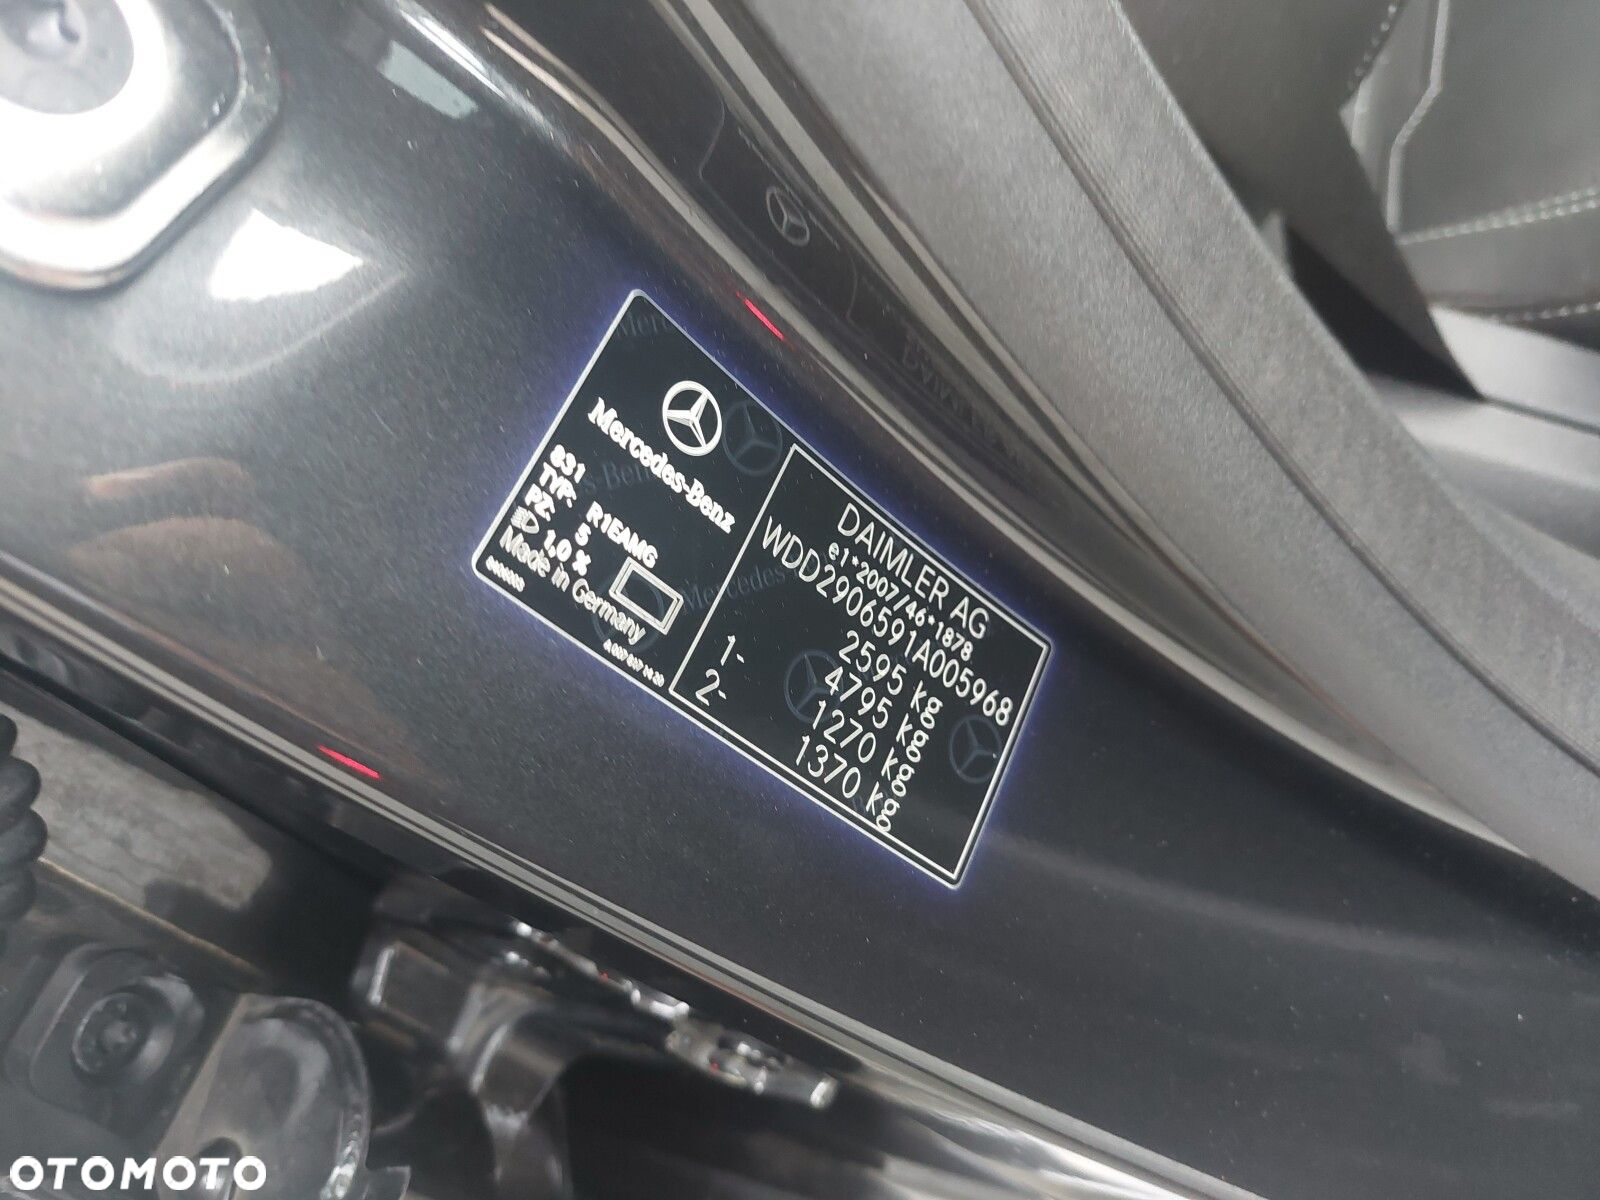 Mercedes-Benz
831
TYP: R1EAMG
PZ: 5
1,0 %
Made in Germany
DAIMLER AG
e1*2007/46*1878
WDD2906591A005968
2595 kg
4795 kg
1- 1270 kg
2- 1370 kg
OTOMOTO